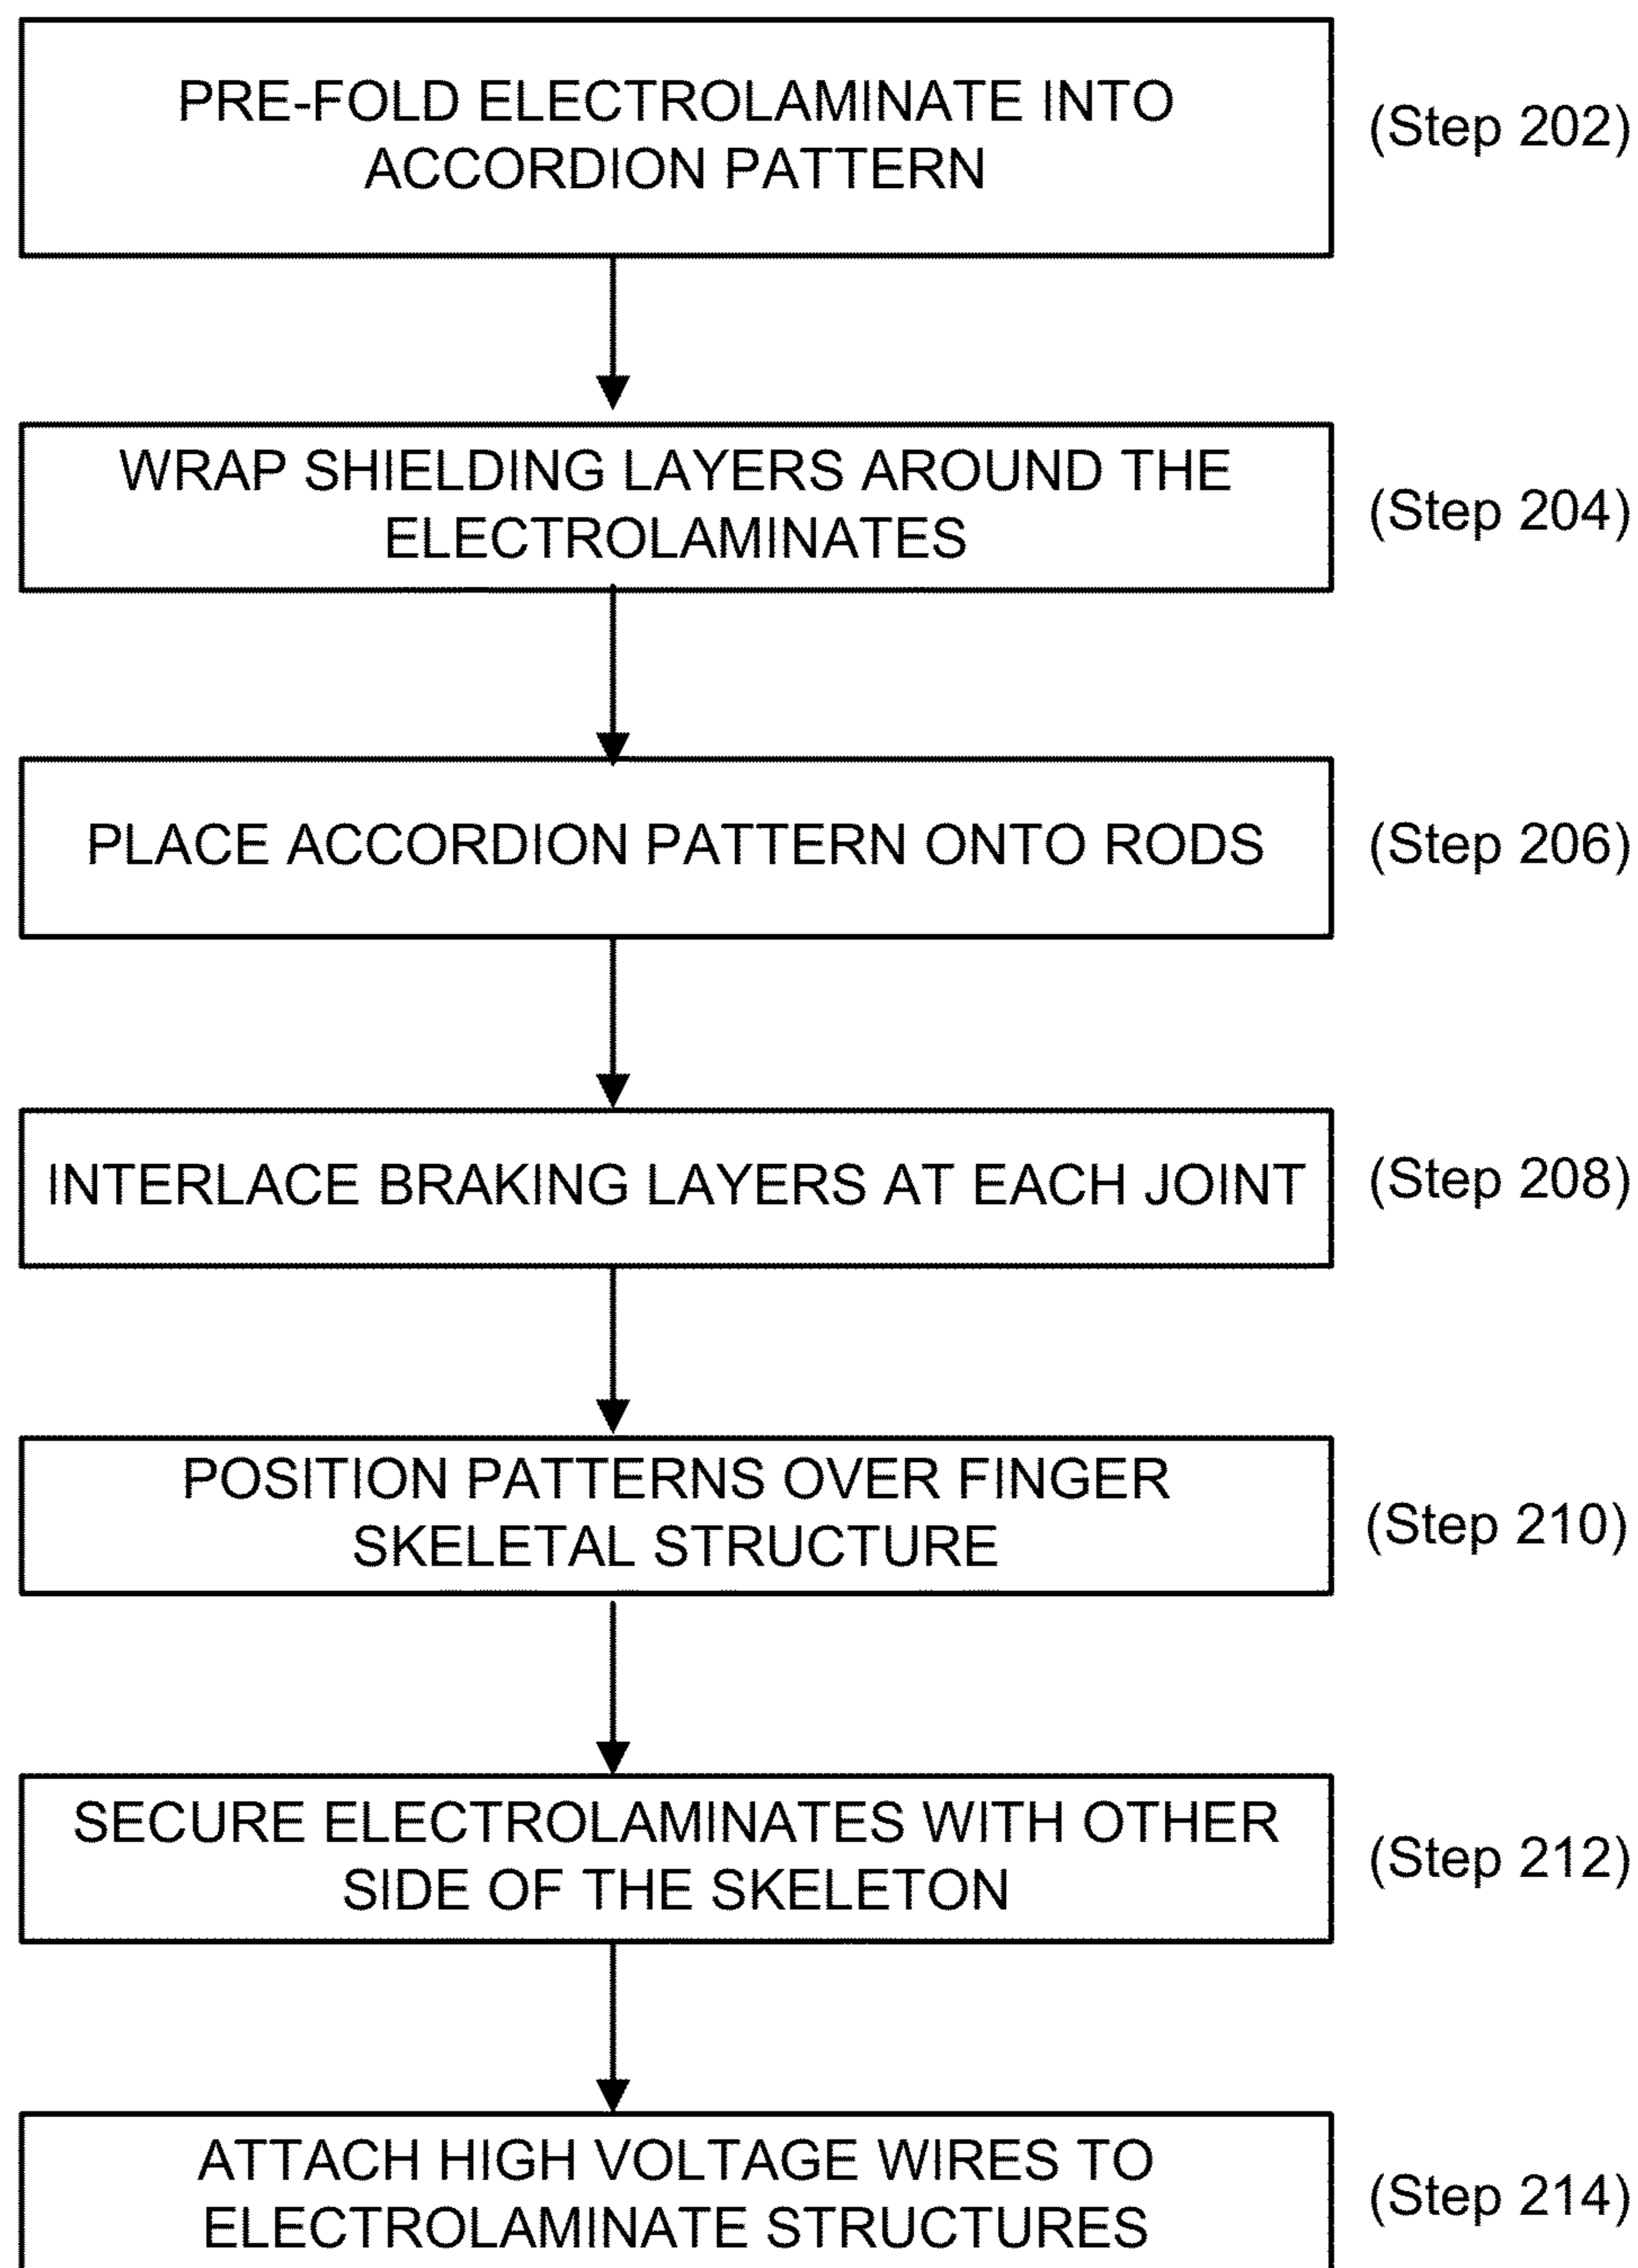 PRE-FOLD ELECTROLAMINATE INTO
ACCORDION PATTERN
(Step 202)
WRAP SHIELDING LAYERS AROUND THE
ELECTROLAMINATES
(Step 204)
PLACE ACCORDION PATTERN ONTO RODS
(Step 206)
INTERLACE BRAKING LAYERS AT EACH JOINT
(Step 208)
POSITION PATTERNS OVER FINGER
SKELETAL STRUCTURE
(Step 210)
SECURE ELECTROLAMINATES WITH OTHER
SIDE OF THE SKELETON
(Step 212)
ATTACH HIGH VOLTAGE WIRES TO
ELECTROLAMINATE STRUCTURES
(Step 214)